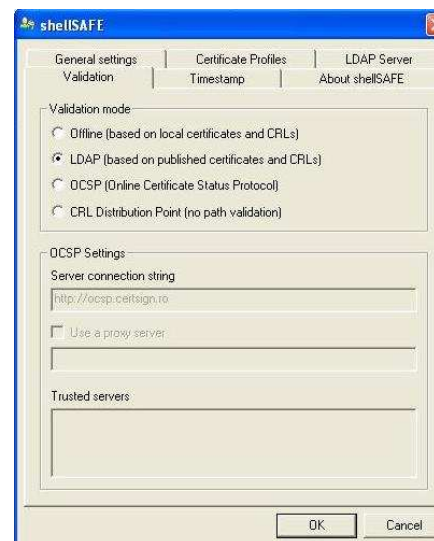 shellSAFE
General settings
Certificate Profiles
LDAP Server
Validation
Timestamp
About shellSAFE
Validation mode
Offline (based on local certificates and CRLs)
LDAP (based on published certificates and CRLs)
OCSP (Online Certificate Status Protocol)
CRL Distribution Point (no path validation)
OCSP Settings
Server connection string
http://ocsp.certsign.ro
Use a proxy server
Trusted servers
OK
Cancel